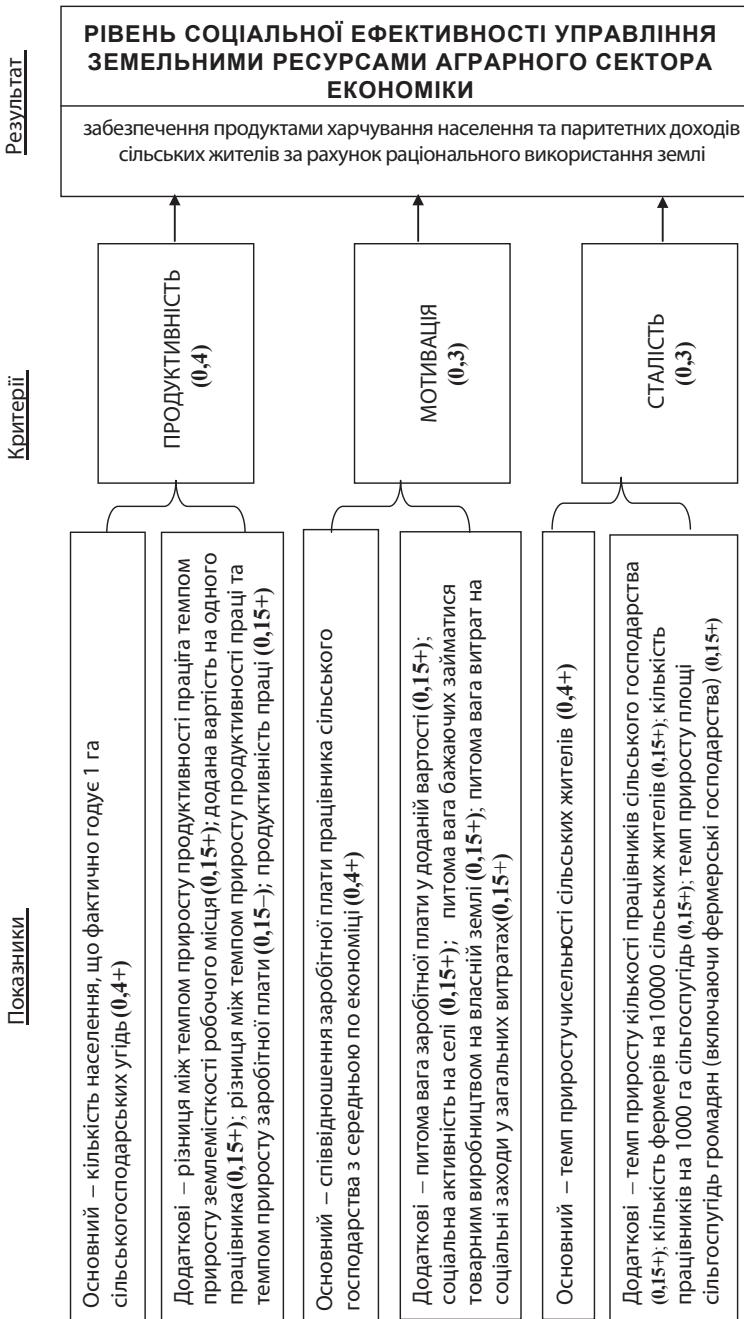 Показники
Критерії
Результат
Основний – кількість населення, що фактично годує 1 га
сільськогосподарських угідь (0,4+)
Додаткові – різниця між темпом приросту продуктивності праціта темпом
приросту землемісткості робочого місця (0,15+); додана вартість на одного
працівника (0,15+); різниця між темпом приросту продуктивності праці та
темпом приросту заробітної плати (0,15–); продуктивність праці (0,15+)
ПРОДУКТИВНІСТЬ
(0,4)
Основний – співвідношення заробітної плати працівника сільського
господарства з середньою по економіці (0,4+)
Додаткові – питома вага заробітної плати у доданій вартості (0,15+);
соціальна активність на селі (0,15+); питома вага бажаючих займатися
товарним виробництвом на власній землі (0,15+); питома вага витрат на
соціальні заходи у загальних витратах (0,15+)
МОТИВАЦІЯ
(0,3)
Основний – темп приросту чисельності сільських жителів (0,4+)
Додаткові – темп приросту кількості працівників сільського господарства
(0,15+); кількість фермерів на 10000 сільських жителів (0,15+); кількість
працівників на 1000 га сільгоспугідь (0,15+); темп приросту площі
сільгоспугідь громадян (включаючи фермерські господарства) (0,15+)
СТАЛІСТЬ
(0,3)
РІВЕНЬ СОЦІАЛЬНОЇ ЕФЕКТИВНОСТІ УПРАВЛІННЯ
ЗЕМЕЛЬНИМИ РЕСУРСАМИ АГРАРНОГО СЕКТОРА
ЕКОНОМІКИ
забезпечення продуктами харчування населення та паритетних доходів
сільських жителів за рахунок раціонального використання землі